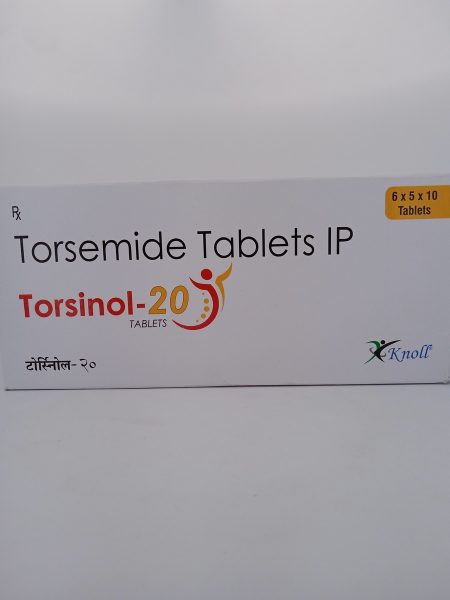 Rx
6 x 5 x 10
Tablets
Torsemide Tablets IP
Torsinol-20
TABLETS
टोर्सिनोल-२०
Knoll®